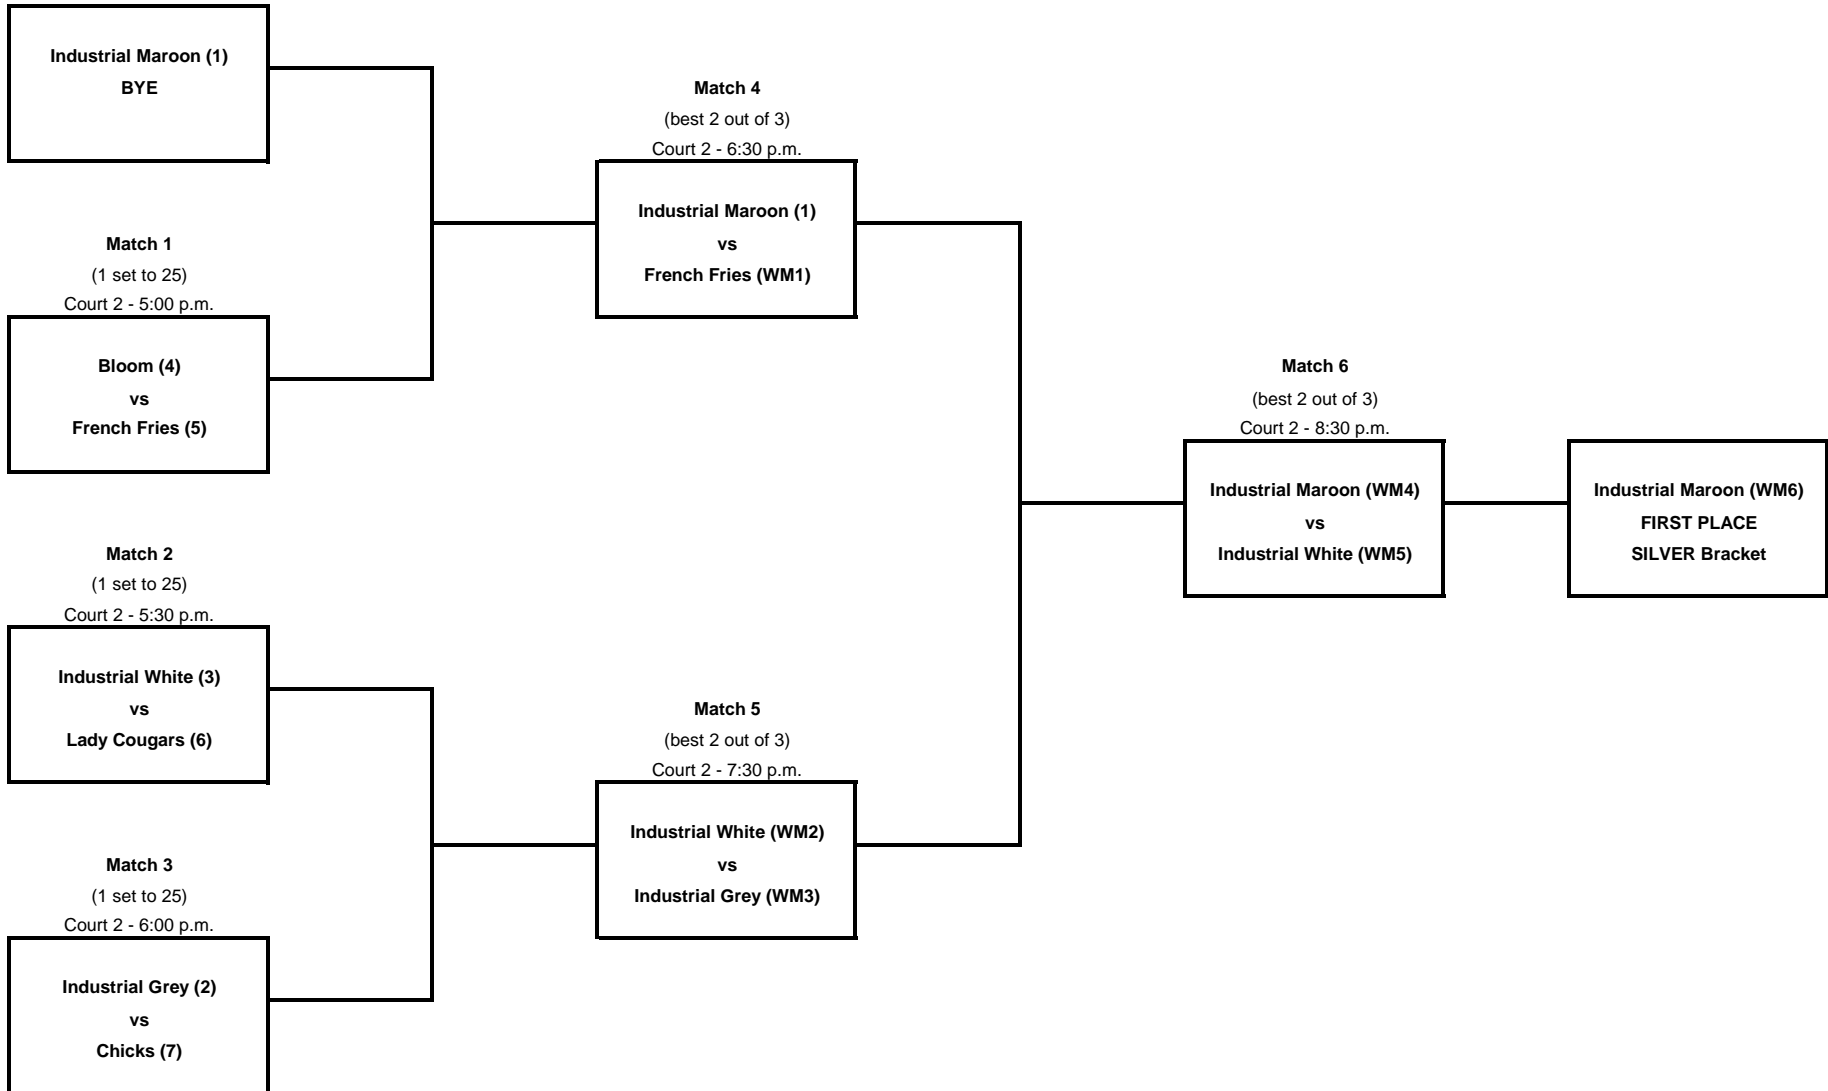 Industrial Maroon (1)
BYE
Match 1
(1 set to 25)
Court 2 - 5:00 p.m.
Bloom (4)
vs
French Fries (5)
Match 2
(1 set to 25)
Court 2 - 5:30 p.m.
Industrial White (3)
vs
Lady Cougars (6)
Match 3
(1 set to 25)
Court 2 - 6:00 p.m.
Industrial Grey (2)
vs
Chicks (7)
Match 4
(best 2 out of 3)
Court 2 - 6:30 p.m.
Industrial Maroon (1)
vs
French Fries (WM1)
Match 5
(best 2 out of 3)
Court 2 - 7:30 p.m.
Industrial White (WM2)
vs
Industrial Grey (WM3)
Match 6
(best 2 out of 3)
Court 2 - 8:30 p.m.
Industrial Maroon (WM4)
vs
Industrial White (WM5)
Industrial Maroon (WM6)
FIRST PLACE
SILVER Bracket